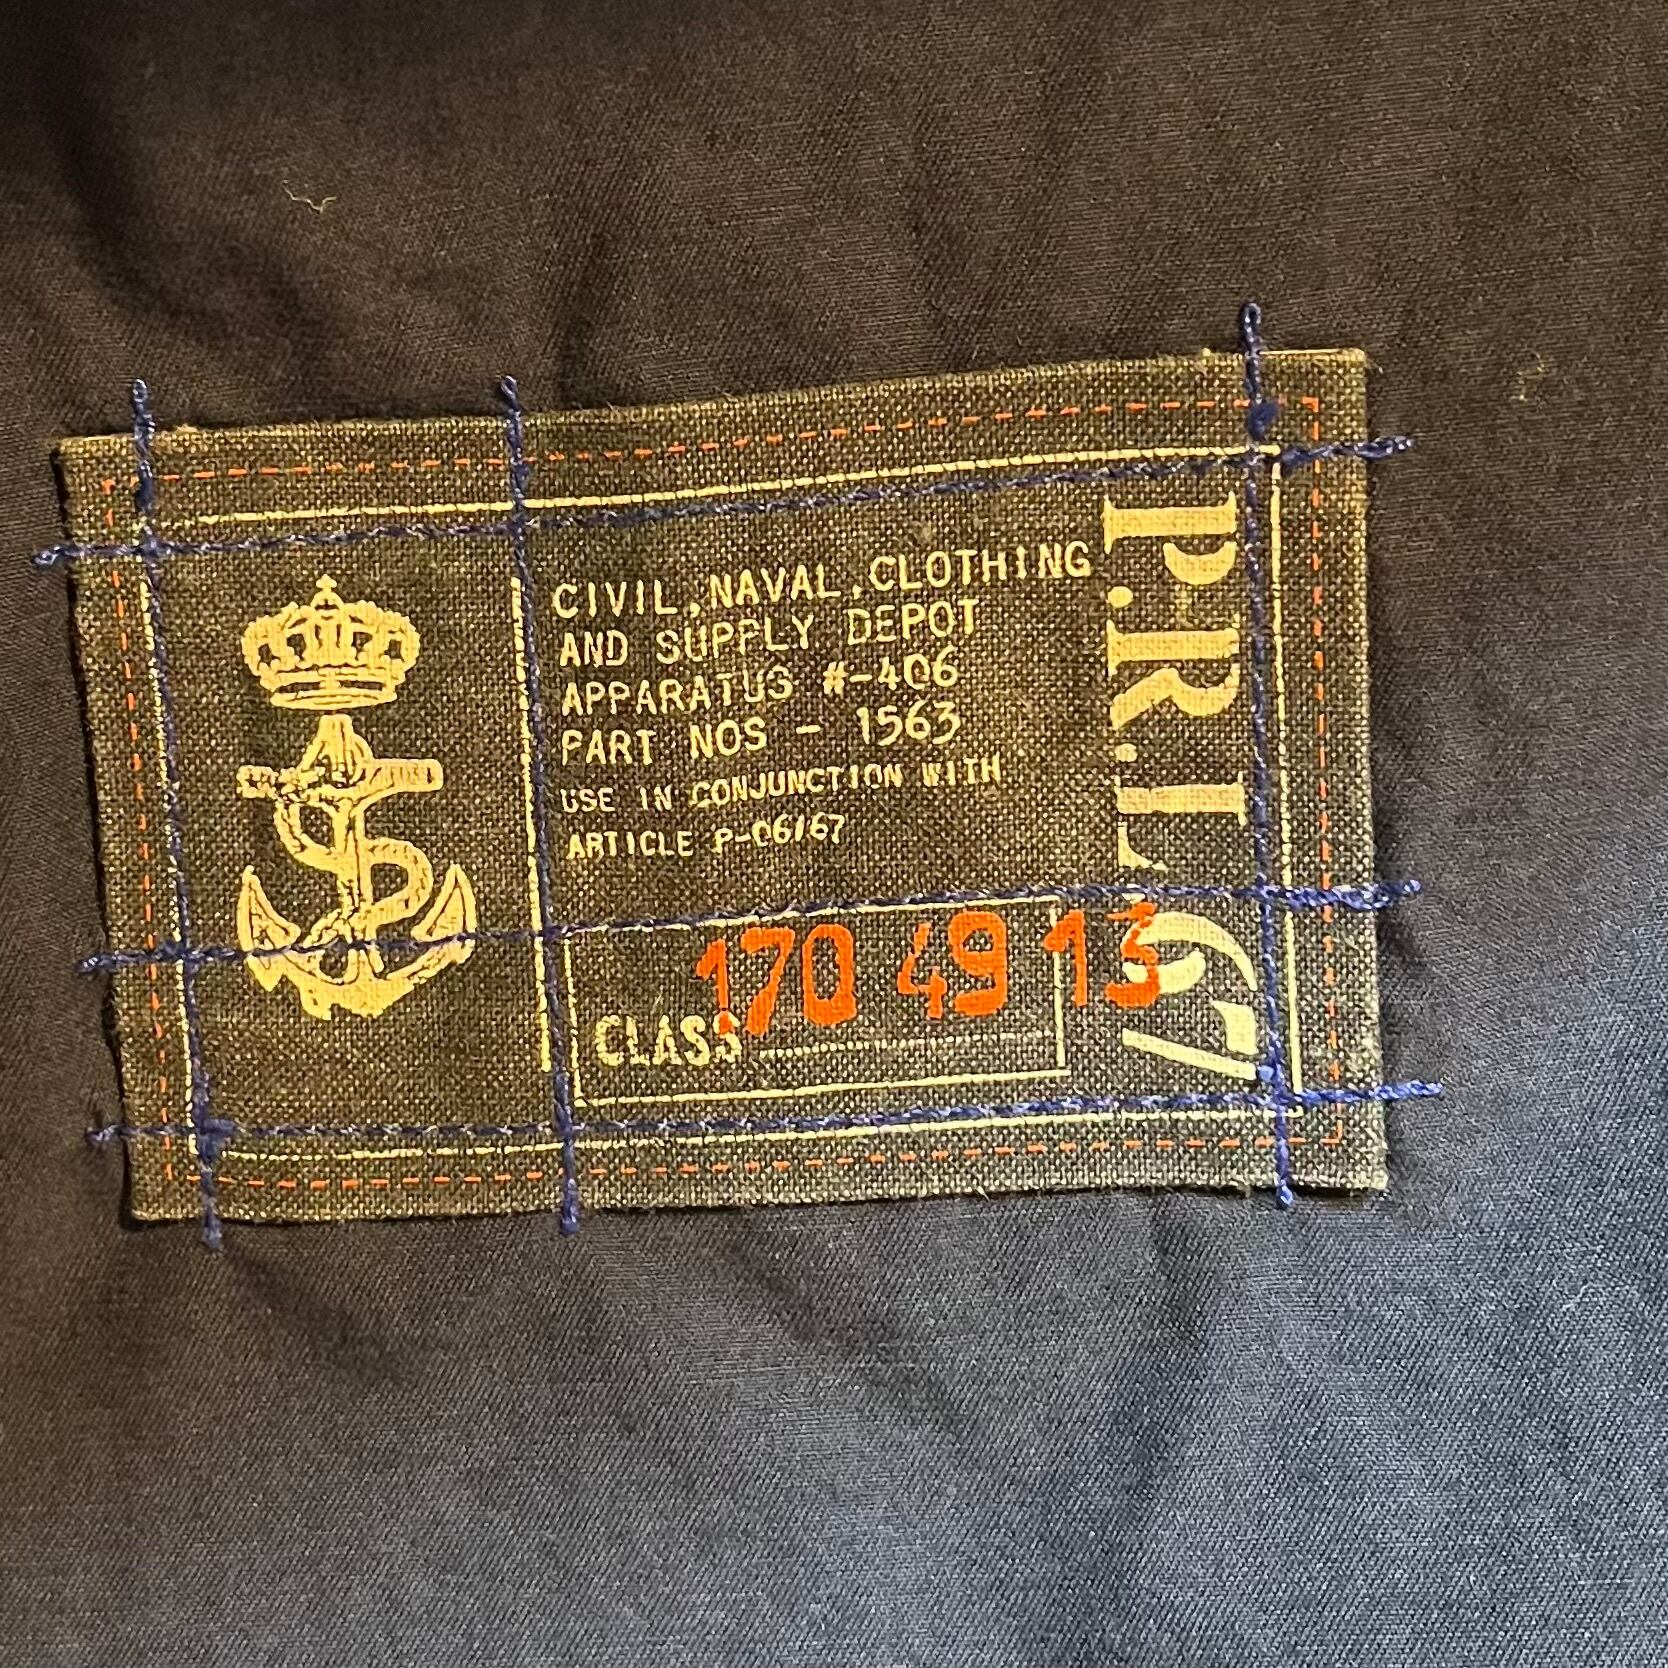 CIVIL, NAVAL, CLOTHING
AND SUPPLY DEPOT
APPARATUS #-406
PART NOS - 1563
USE IN CONJUNCTION WITH
ARTICLE P-06/67
170 49 13
CLASS
P.R.L. 67